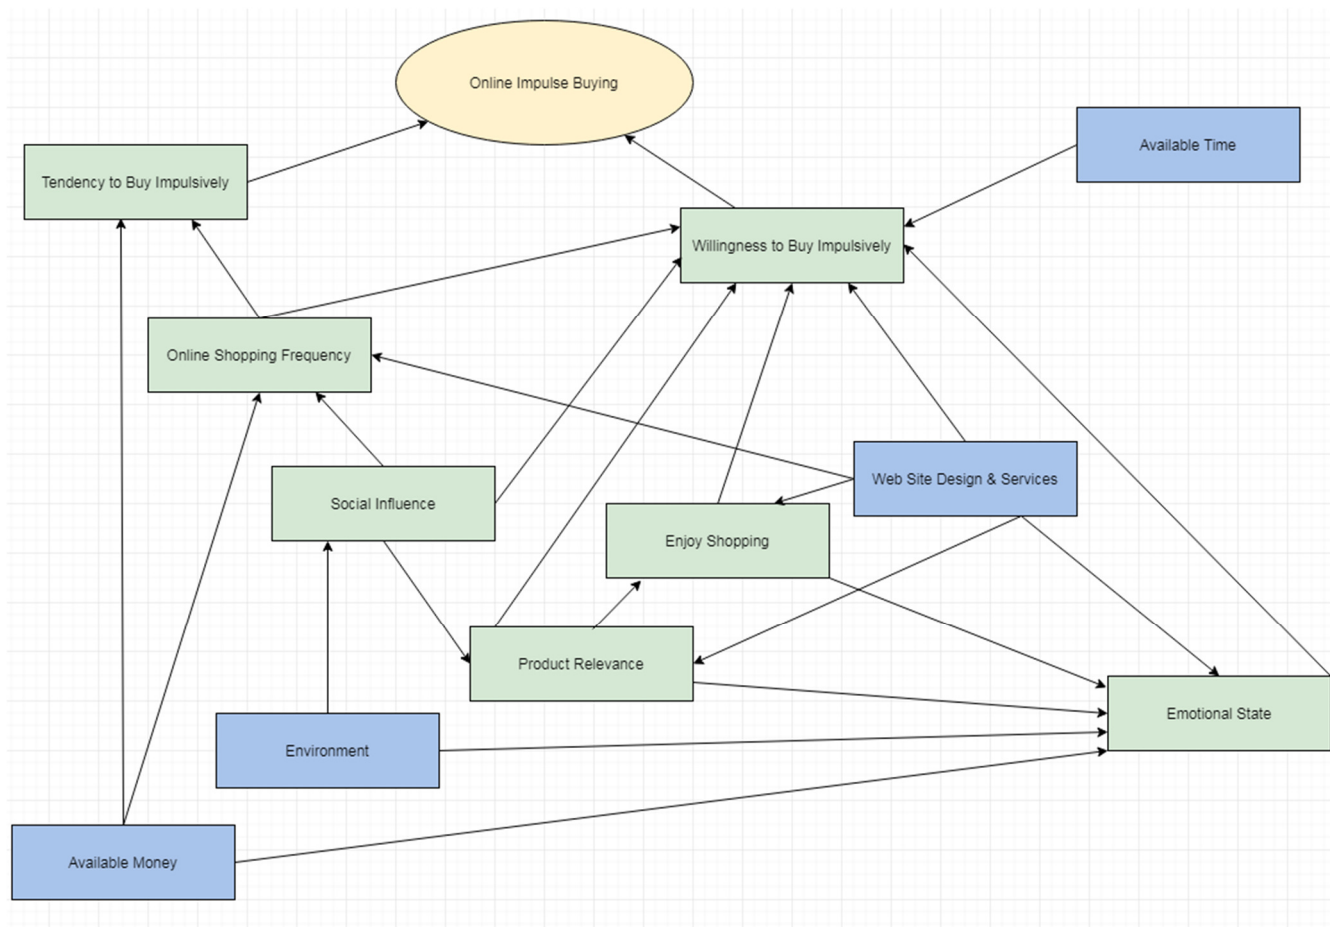 Online Impulse Buying
Available Time
Tendency to Buy Impulsively
Willingness to Buy Impulsively
Online Shopping Frequency
Web Site Design & Services
Social Influence
Enjoy Shopping
Product Relevance
Emotional State
Environment
Available Money